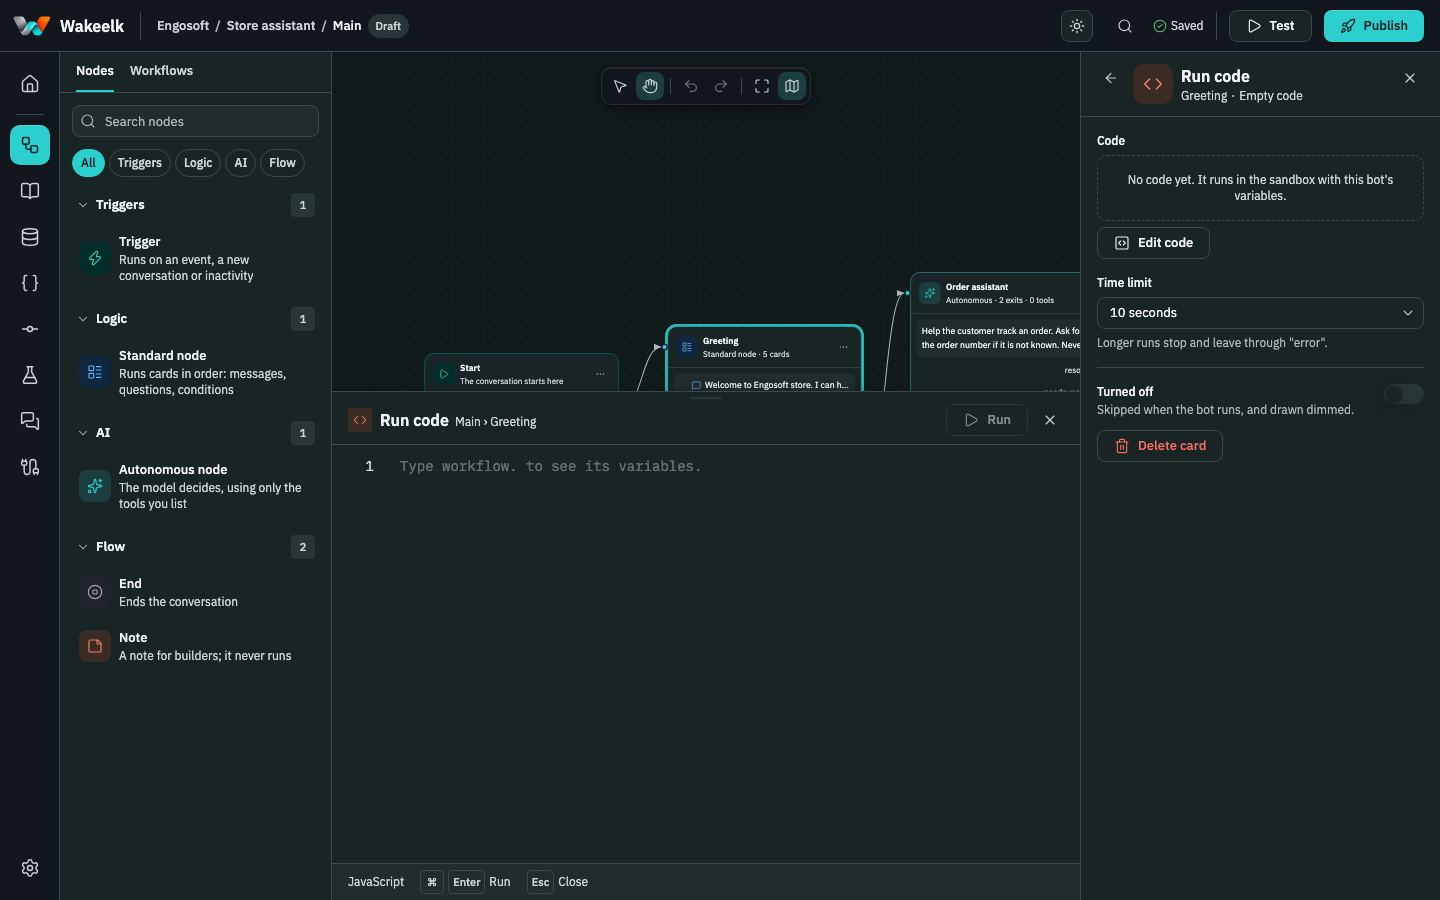 Wakeelk
Engosoft / Store assistant / Main Draft
Saved
Test
Publish
Nodes Workflows
Search nodes
All Triggers Logic AI Flow
Triggers 1
Trigger
Runs on an event, a new
conversation or inactivity
Logic 1
Standard node
Runs cards in order: messages,
questions, conditions
AI 1
Autonomous node
The model decides, using only the
tools you list
Flow 2
End
Ends the conversation
Note
A note for builders; it never runs
Start
The conversation starts here
Greeting
Standard node · 5 cards
Welcome to Engosoft store. I can h...
Order assistant
Autonomous · 2 exits · 0 tools
Help the customer track an order. Ask fo
the order number if it is not known. Neve
Run code Main › Greeting
Run
1 Type workflow. to see its variables.
JavaScript ⌘ Enter Run Esc Close
Run code
Greeting · Empty code
Code
No code yet. It runs in the sandbox with this bot's
variables.
Edit code
Time limit
10 seconds
Longer runs stop and leave through "error".
Turned off
Skipped when the bot runs, and drawn dimmed.
Delete card